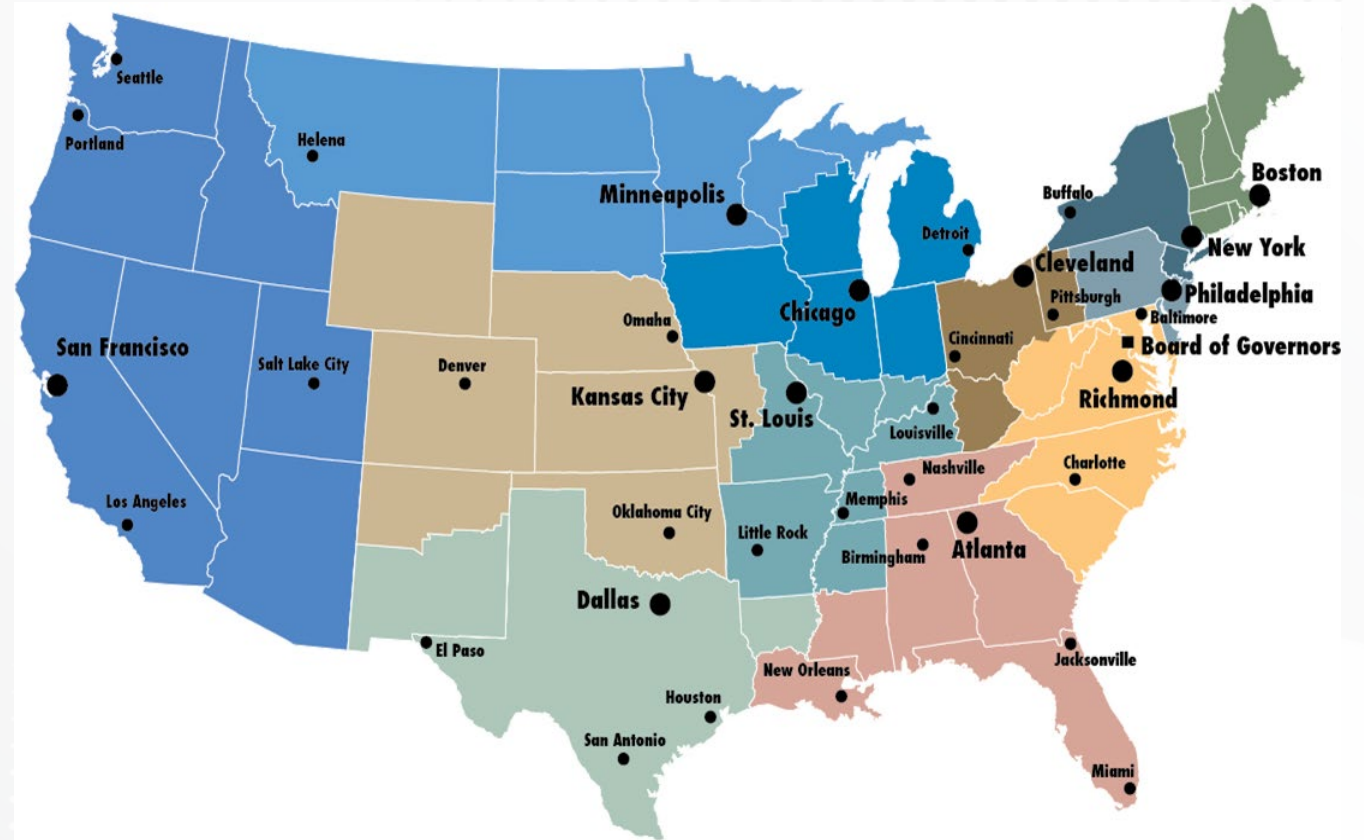 Seattle
Portland
Helena
Minneapolis
Detroit
Buffalo
Boston
New York
Cleveland
Pittsburgh
Philadelphia
Baltimore
Board of Governors
Chicago
Omaha
Cincinnati
San Francisco
Salt Lake City
Denver
Kansas City
St. Louis
Louisville
Richmond
Los Angeles
Oklahoma City
Little Rock
Memphis
Nashville
Charlotte
Birmingham
Atlanta
Dallas
El Paso
Houston
San Antonio
New Orleans
Jacksonville
Miami